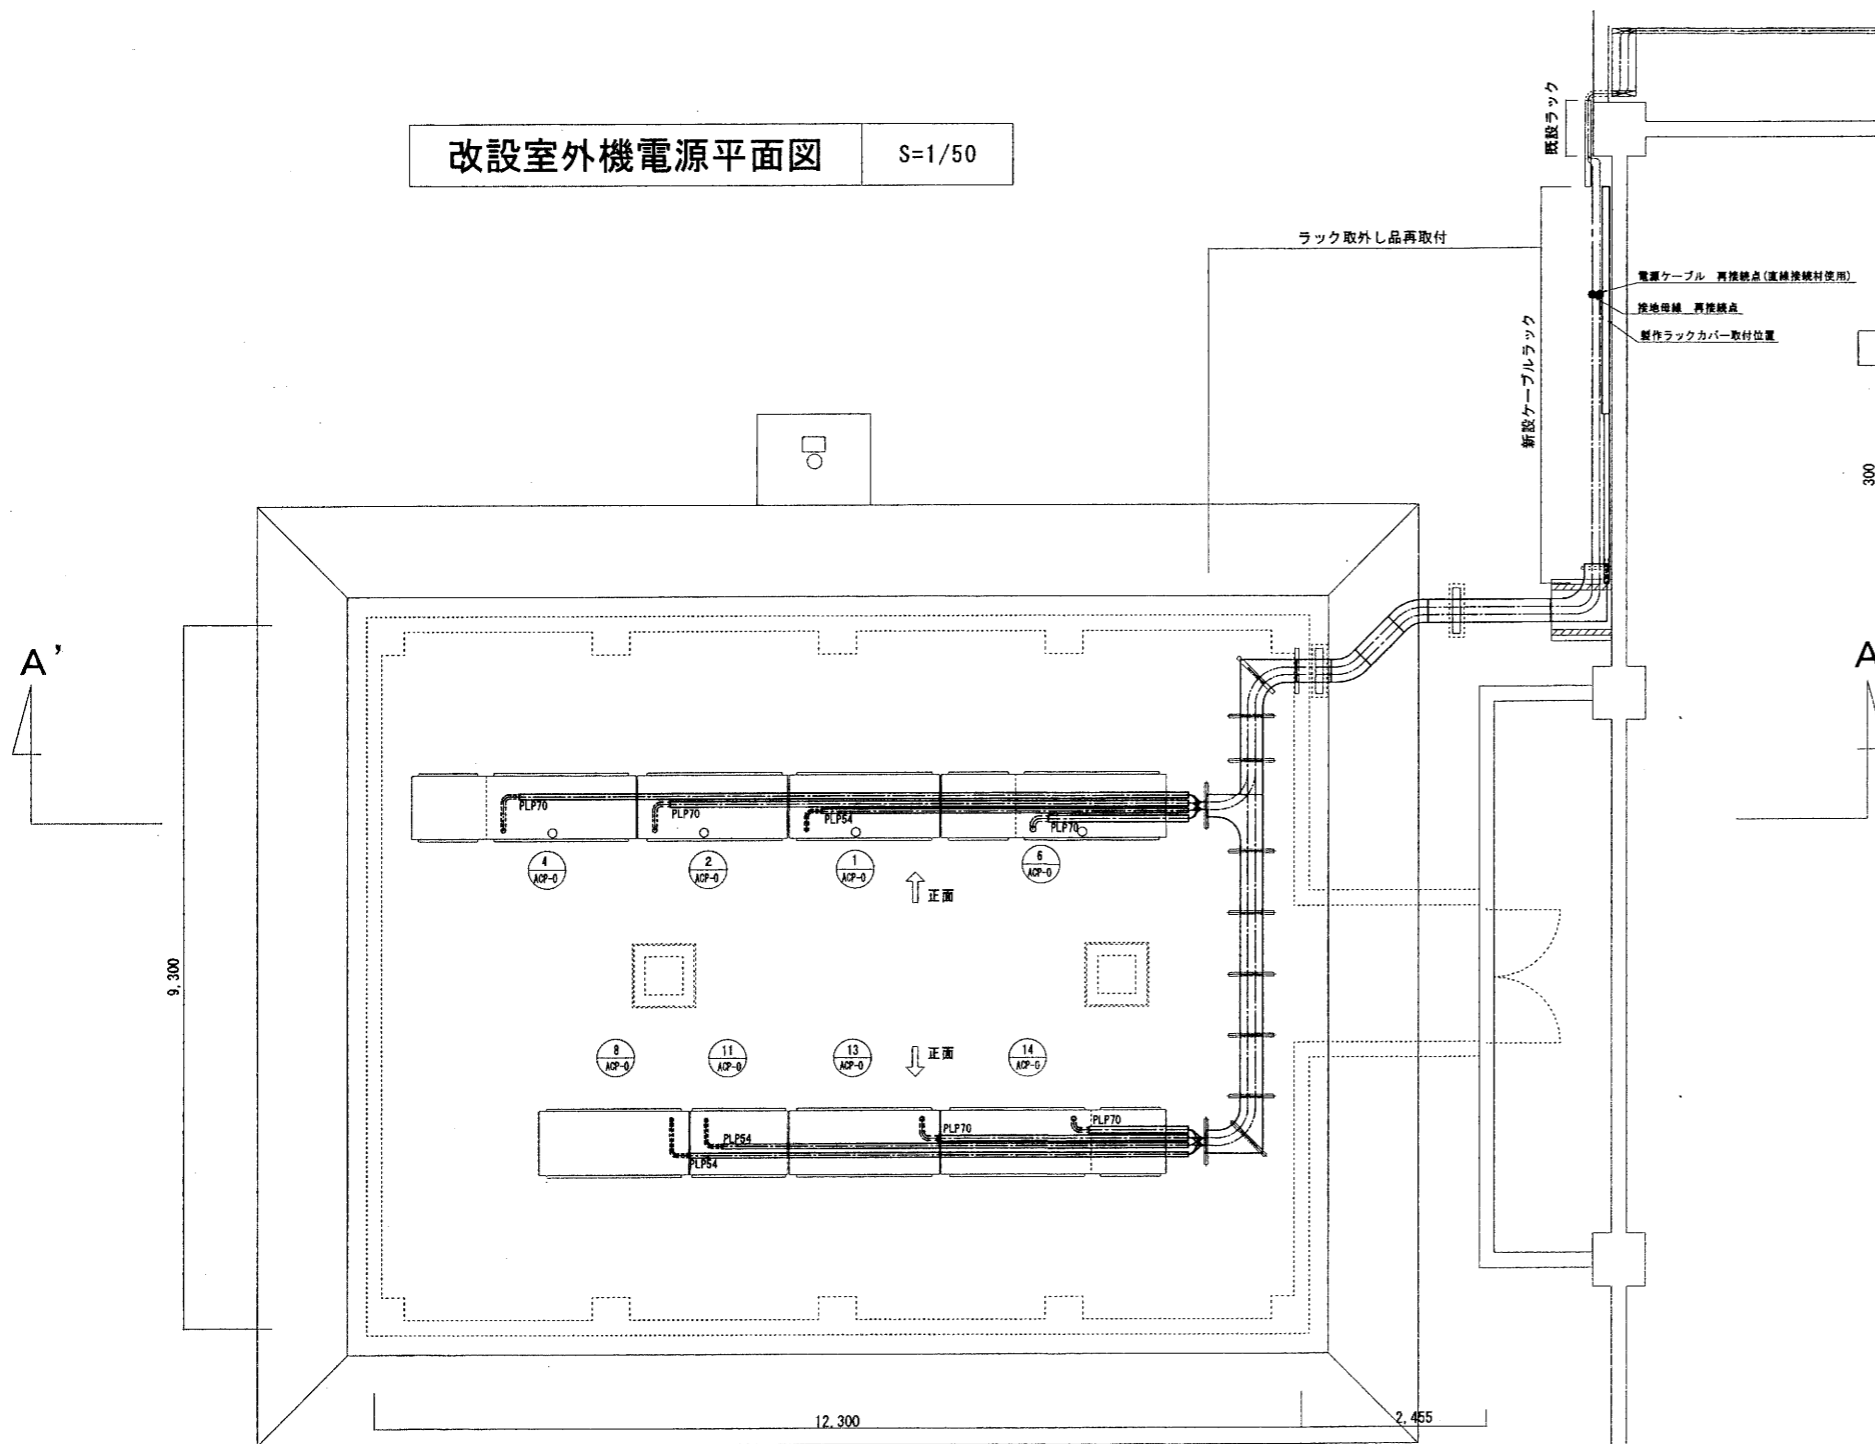 改設室外機電源平面図 S=1/50
既設ラック
ラック取外し品再取付
電源ケーブル 再接続点(直線接続材使用)
接地母線 再接続点
製作ラックカバー取付位置
新設ケーブルラック
300
A'
A
9,300
PLP70
PLP70
PLP54
PLP70
4
ACP-O
2
ACP-O
1
ACP-O
6
ACP-O
正面
8
ACP-O
11
ACP-O
13
ACP-O
正面
14
ACP-O
PLP54
PLP54
PLP70
PLP70
12,300
2,455